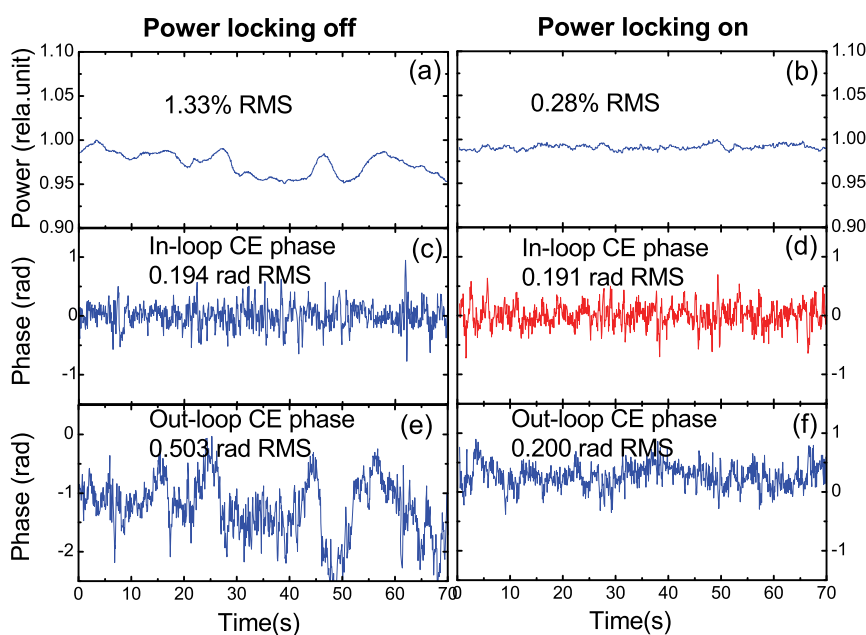 Power locking off
Power locking on
1.10
1.05
1.00
0.95
0.90
Power (rela.unit)
(a)
1.33% RMS
(b)
0.28% RMS
1.10
1.05
1.00
0.95
0.90
1
0
-1
Phase (rad)
In-loop CE phase
(c)
0.194 rad RMS
In-loop CE phase
(d)
0.191 rad RMS
1
0
-1
0
-1
-2
Phase (rad)
Out-loop CE phase
(e)
0.503 rad RMS
Out-loop CE phase
(f)
0.200 rad RMS
1
0
-1
0 10 20 30 40 50 60 70
0 10 20 30 40 50 60 70
Time(s)
Time(s)